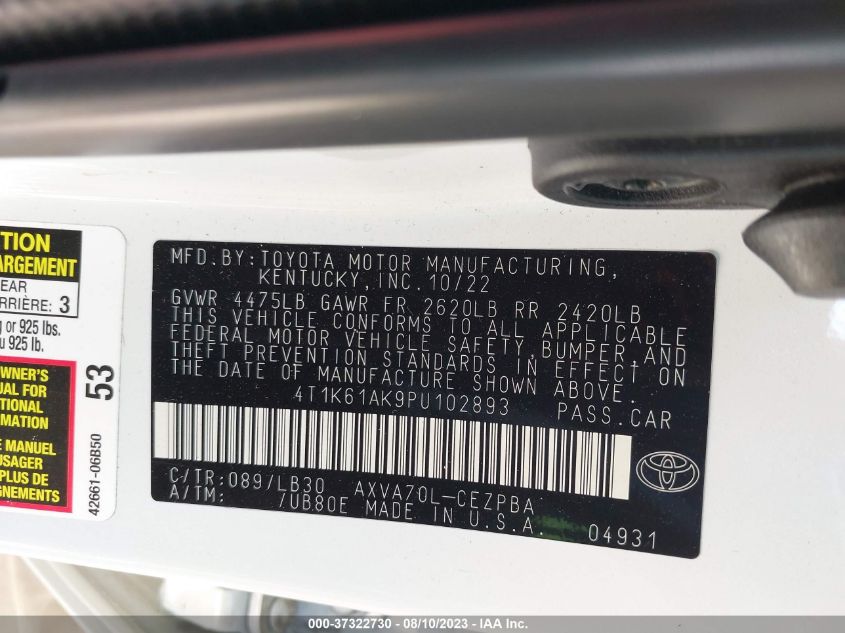 TION
ARGEMENT
EAR
ARRIÈRE: 3
g or 925 lbs.
u 925 lb.
WNER'S
UAL FOR
TIONAL
RMATION
E MANUEL
USAGER
PLUS DE
GNEMENTS
53
42661-06B50
MFD. BY: TOYOTA MOTOR MANUFACTURING,
KENTUCKY, INC. 10/22
GVWR 4475LB GAWR FR 2620LB RR 2420LB
THIS VEHICLE CONFORMS TO ALL APPLICABLE
FEDERAL MOTOR VEHICLE SAFETY, BUMPER, AND
THEFT PREVENTION STANDARDS IN EFFECT ON
THE DATE OF MANUFACTURE SHOWN ABOVE.
4T1K61AK9PU102893 PASS. CAR
C/TR: 089/LB30 AXVA70L-CEZPBA
A/TM: /UB80E MADE IN U.S.A. 04931
000-37322730 - 08/10/2023 - IAA Inc.